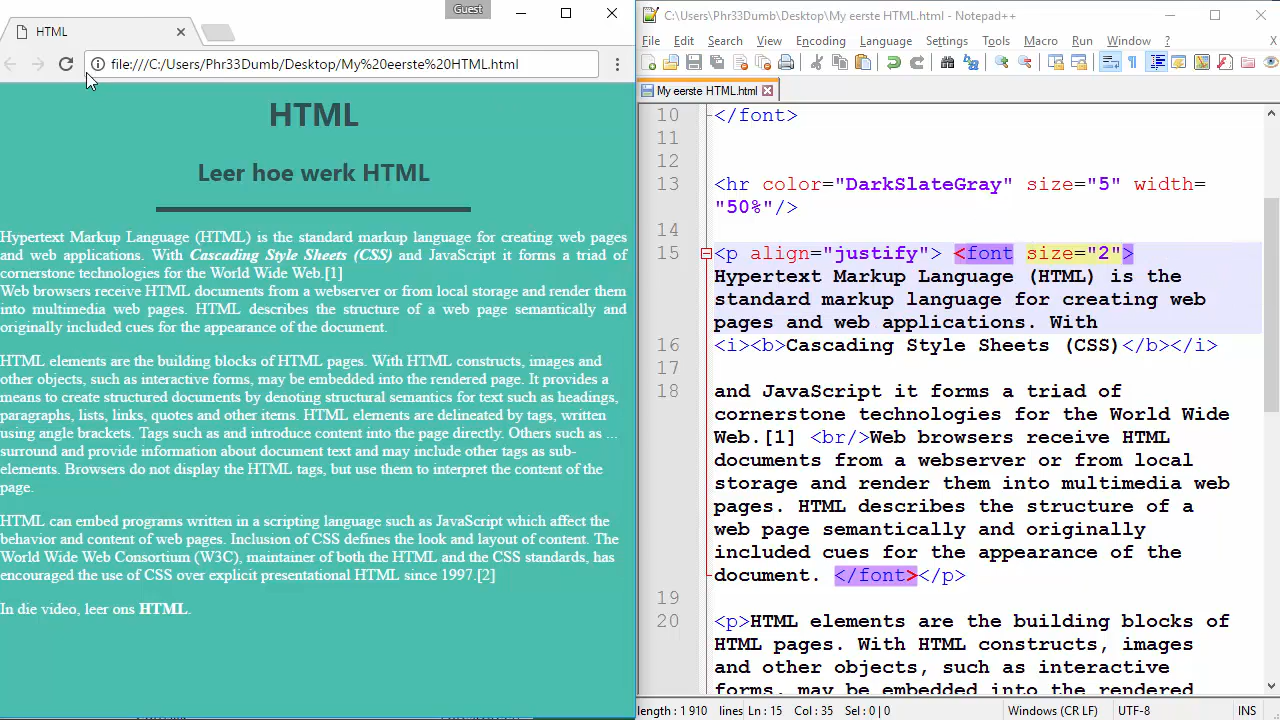 Guest
HTML
file:///C:/Users/Phr33Dumb/Desktop/My%20eerste%20HTML.html
HTML
Leer hoe werk HTML
Hypertext Markup Language (HTML) is the standard markup language for creating web pages
and web applications. With Cascading Style Sheets (CSS) and JavaScript it forms a triad of
cornerstone technologies for the World Wide Web.[1]
Web browsers receive HTML documents from a webserver or from local storage and render them
into multimedia web pages. HTML describes the structure of a web page semantically and
originally included cues for the appearance of the document.
HTML elements are the building blocks of HTML pages. With HTML constructs, images and
other objects, such as interactive forms, may be embedded into the rendered page. It provides a
means to create structured documents by denoting structural semantics for text such as headings,
paragraphs, lists, links, quotes and other items. HTML elements are delineated by tags, written
using angle brackets. Tags such as and introduce content into the page directly. Others such as ...
surround and provide information about document text and may include other tags as sub-
elements. Browsers do not display the HTML tags, but use them to interpret the content of the
page.
HTML can embed programs written in a scripting language such as JavaScript which affect the
behavior and content of web pages. Inclusion of CSS defines the look and layout of content. The
World Wide Web Consortium (W3C), maintainer of both the HTML and the CSS standards, has
encouraged the use of CSS over explicit presentational HTML since 1997.[2]
In die video, leer ons HTML.
C:\Users\Phr33Dumb\Desktop\My eerste HTML.html - Notepad++
File Edit Search View Encoding Language Settings Tools Macro Run Window ?
My eerste HTML.html
10 </font>
11
12
13 <hr color="DarkSlateGray" size="5" width=
"50%"/>
14
15 <p align="justify"> <font size="2">
Hypertext Markup Language (HTML) is the
standard markup language for creating web
pages and web applications. With
16 <i><b>Cascading Style Sheets (CSS)</b></i>
17
18 and JavaScript it forms a triad of
cornerstone technologies for the World Wide
Web.[1] <br/>Web browsers receive HTML
documents from a webserver or from local
storage and render them into multimedia web
pages. HTML describes the structure of a
web page semantically and originally
included cues for the appearance of the
document. </font></p>
19
20 <p>HTML elements are the building blocks of
HTML pages. With HTML constructs, images
and other objects, such as interactive
forms, may be embedded into the rendered
length : 1 910 lines Ln : 15 Col : 35 Sel : 0 | 0 Windows (CR LF) UTF-8 INS